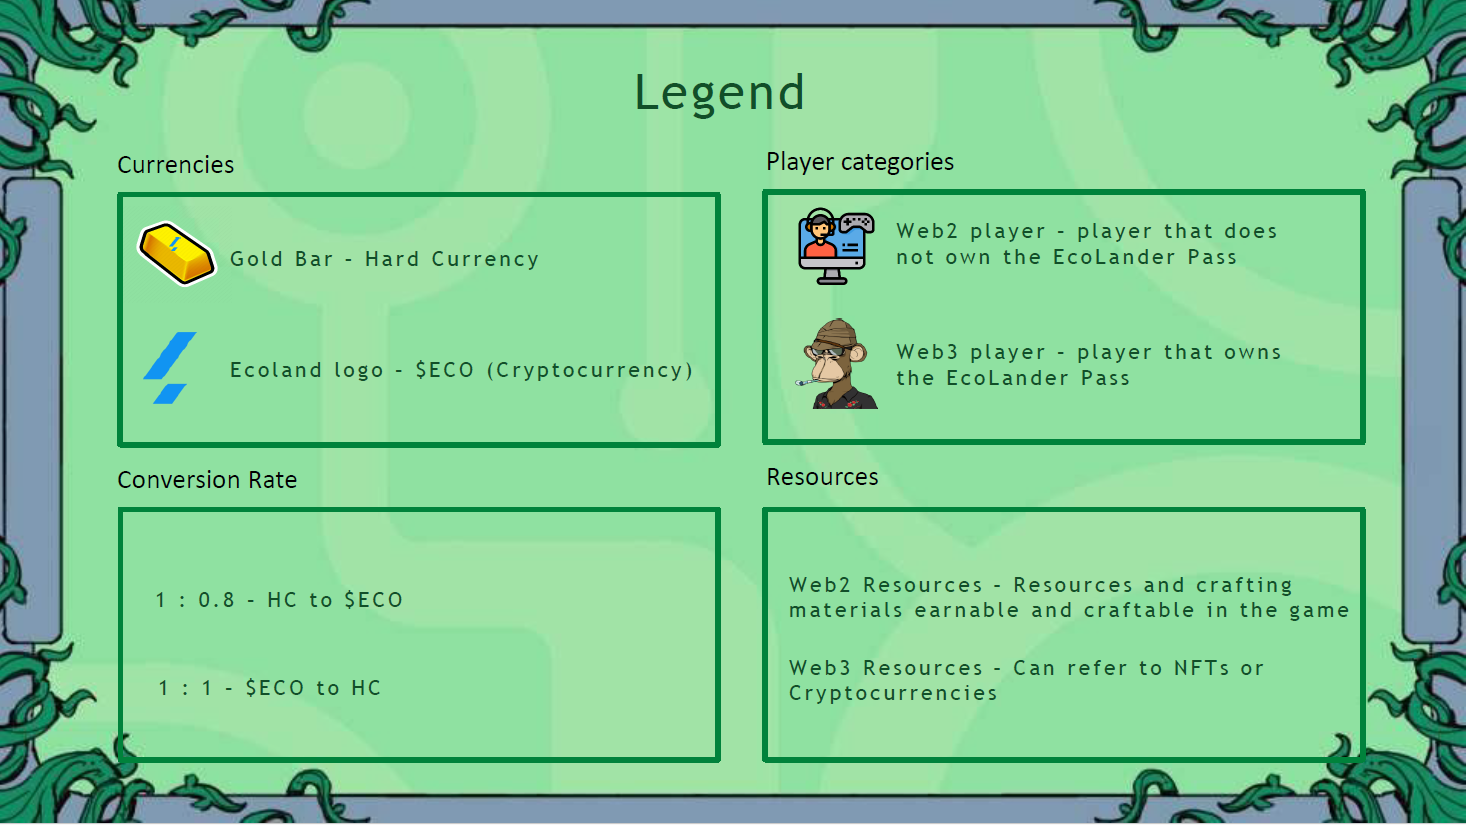 Legend
Currencies
Gold Bar - Hard Currency
Ecoland logo - $ECO (Cryptocurrency)
Player categories
Web2 player - player that does
not own the EcoLander Pass
Web3 player - player that owns
the EcoLander Pass
Conversion Rate
1 : 0.8 - HC to $ECO
1 : 1 - $ECO to HC
Resources
Web2 Resources - Resources and crafting
materials earnable and craftable in the game
Web3 Resources - Can refer to NFTs or
Cryptocurrencies